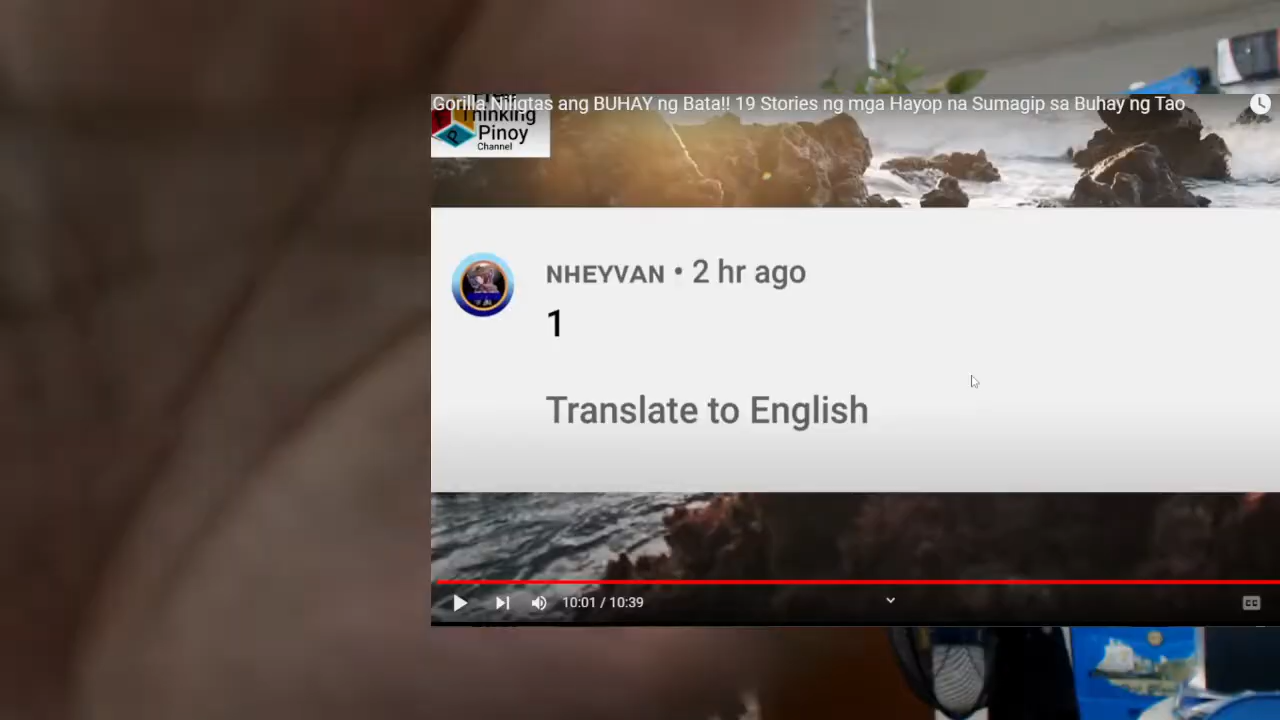 Gorilla Niligtas ang BUHAY ng Bata!! 19 Stories ng mga Hayop na Sumagip sa Buhay ng Tao
Thinking
Pinoy
Channel
NHEYVAN • 2 hr ago
1
Translate to English
10:01 / 10:39
CC